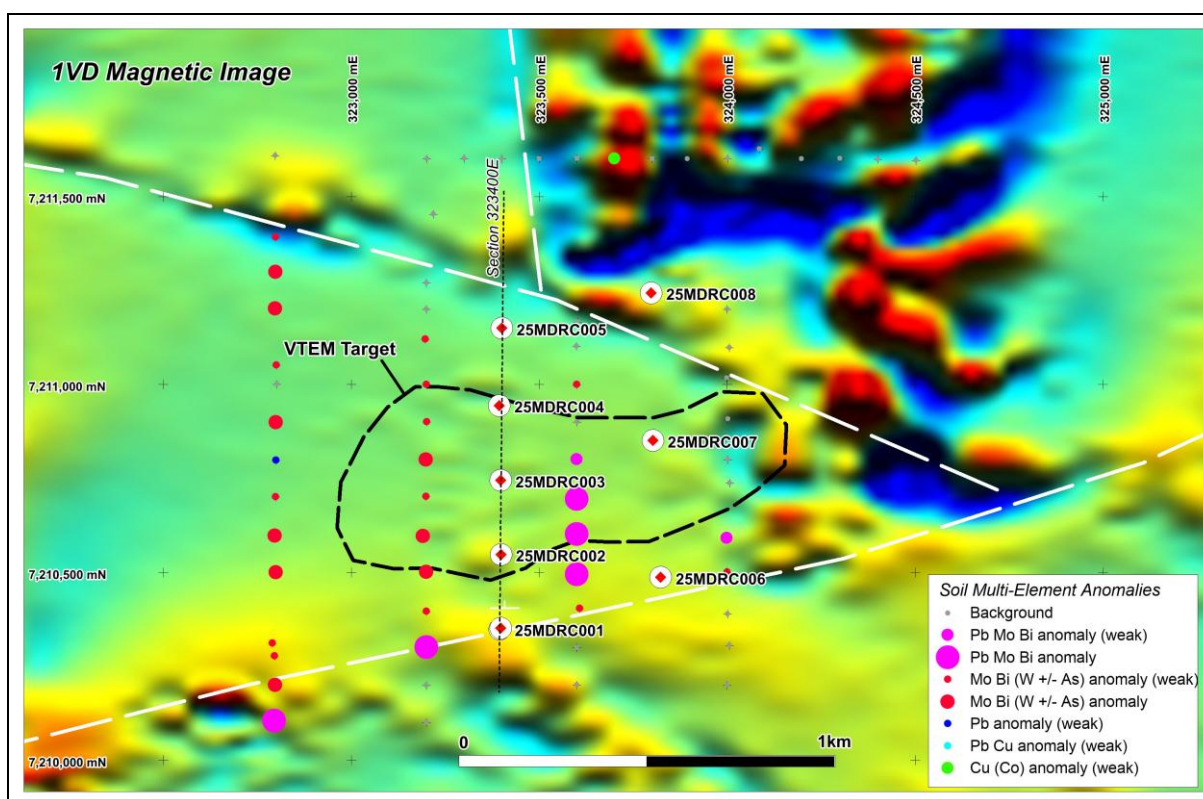 1VD Magnetic Image
323,000 mE
323,500 mE
324,000 mE
324,500 mE
325,000 mE
7,211,500 mN
Section 323400E
25MDRC008
25MDRC005
VTEM Target
7,211,000 mN
25MDRC004
25MDRC007
25MDRC003
25MDRC002
7,210,500 mN
25MDRC006
25MDRC001
Soil Multi-Element Anomalies
Background
Pb Mo Bi anomaly (weak)
Pb Mo Bi anomaly
Mo Bi (W +/- As) anomaly (weak)
Mo Bi (W +/- As) anomaly
Pb anomaly (weak)
Pb Cu anomaly (weak)
Cu (Co) anomaly (weak)
0
1km
7,210,000 mN